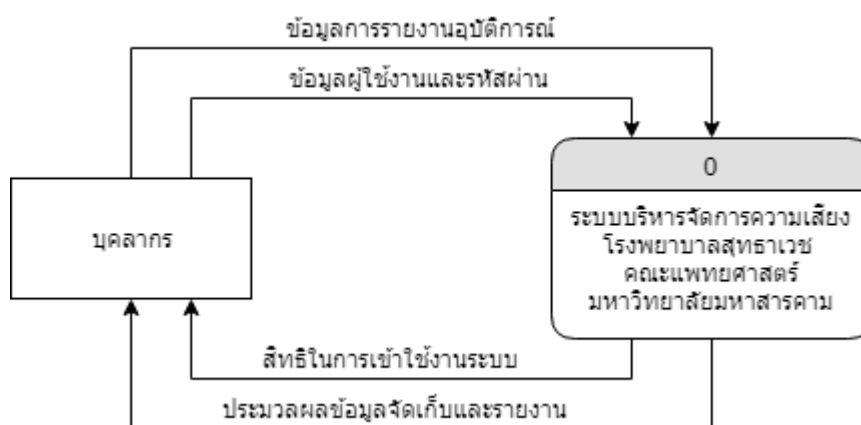 ข้อมูลการรายงานอุบัติการณ์
ข้อมูลผู้ใช้งานและรหัสผ่าน
0
บุคลากร
ระบบบริหารจัดการความเสี่ยง
โรงพยาบาลสุทธาเวช
คณะแพทยศาสตร์
มหาวิทยาลัยมหาสารคาม
สิทธิในการเข้าใช้งานระบบ
ประมวลผลข้อมูลจัดเก็บและรายงาน